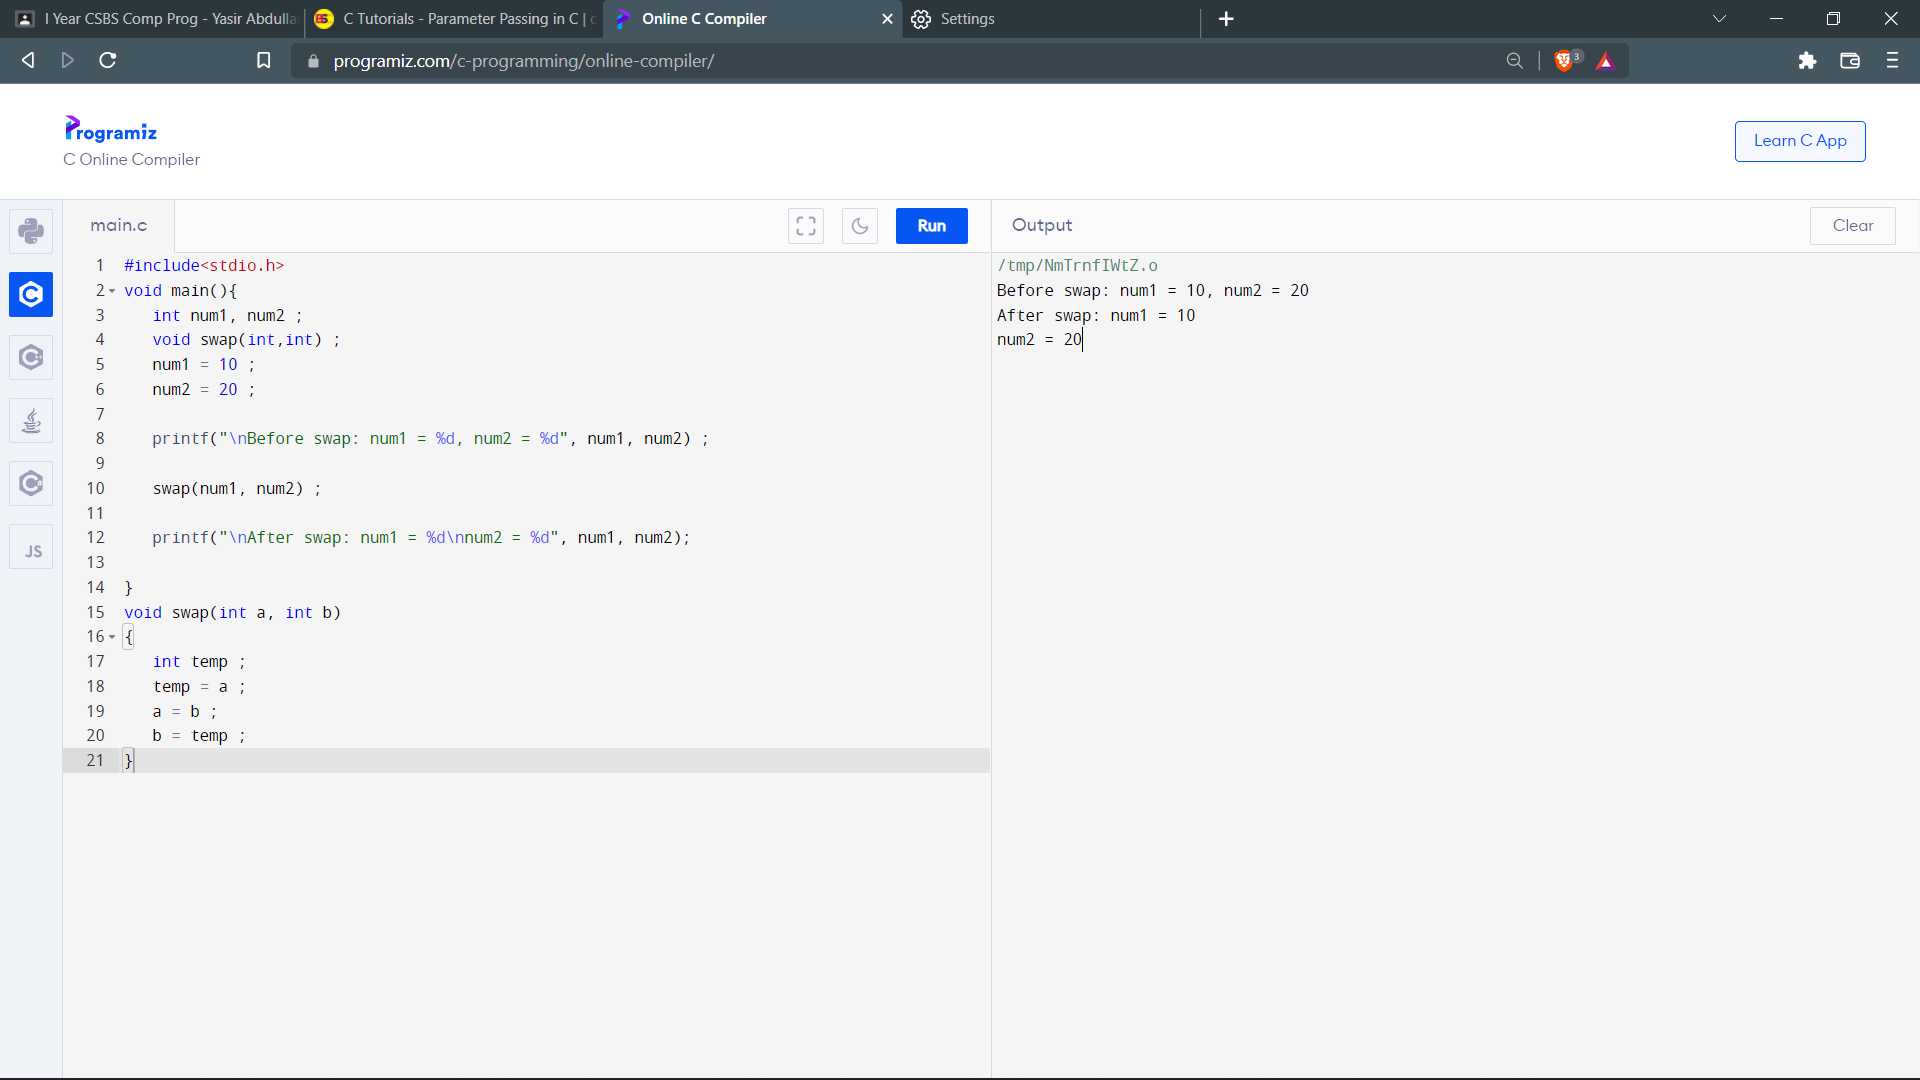 I Year CSBS Comp Prog - Yasir Abdulla
C Tutorials - Parameter Passing in C | c
Online C Compiler
Settings
programiz.com/c-programming/online-compiler/
3
Programiz
C Online Compiler
Learn C App
main.c
Run
Output
Clear
JS
1 #include<stdio.h>
2 void main(){
3 int num1, num2 ;
4 void swap(int,int) ;
5 num1 = 10 ;
6 num2 = 20 ;
7
8 printf("\nBefore swap: num1 = %d, num2 = %d", num1, num2) ;
9
10 swap(num1, num2) ;
11
12 printf("\nAfter swap: num1 = %d\nnum2 = %d", num1, num2);
13
14 }
15 void swap(int a, int b)
16 {
17 int temp ;
18 temp = a ;
19 a = b ;
20 b = temp ;
21 }
/tmp/NmTrnfIWtZ.o
Before swap: num1 = 10, num2 = 20
After swap: num1 = 10
num2 = 20